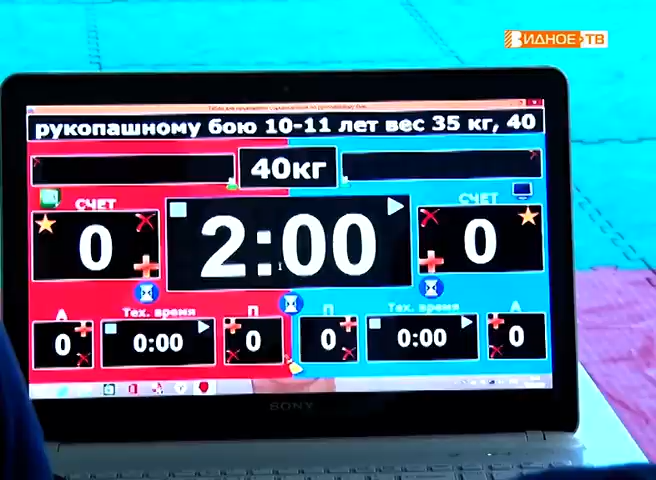 ВИДНОЕ-ТВ
рукопашному бою 10-11 лет вес 35 кг, 40
40кг
СЧЕТ
СЧЕТ
0
2:00
0
А
Тех. время
П
П
Тех. время
А
0
0:00
0
0
0:00
0
SONY